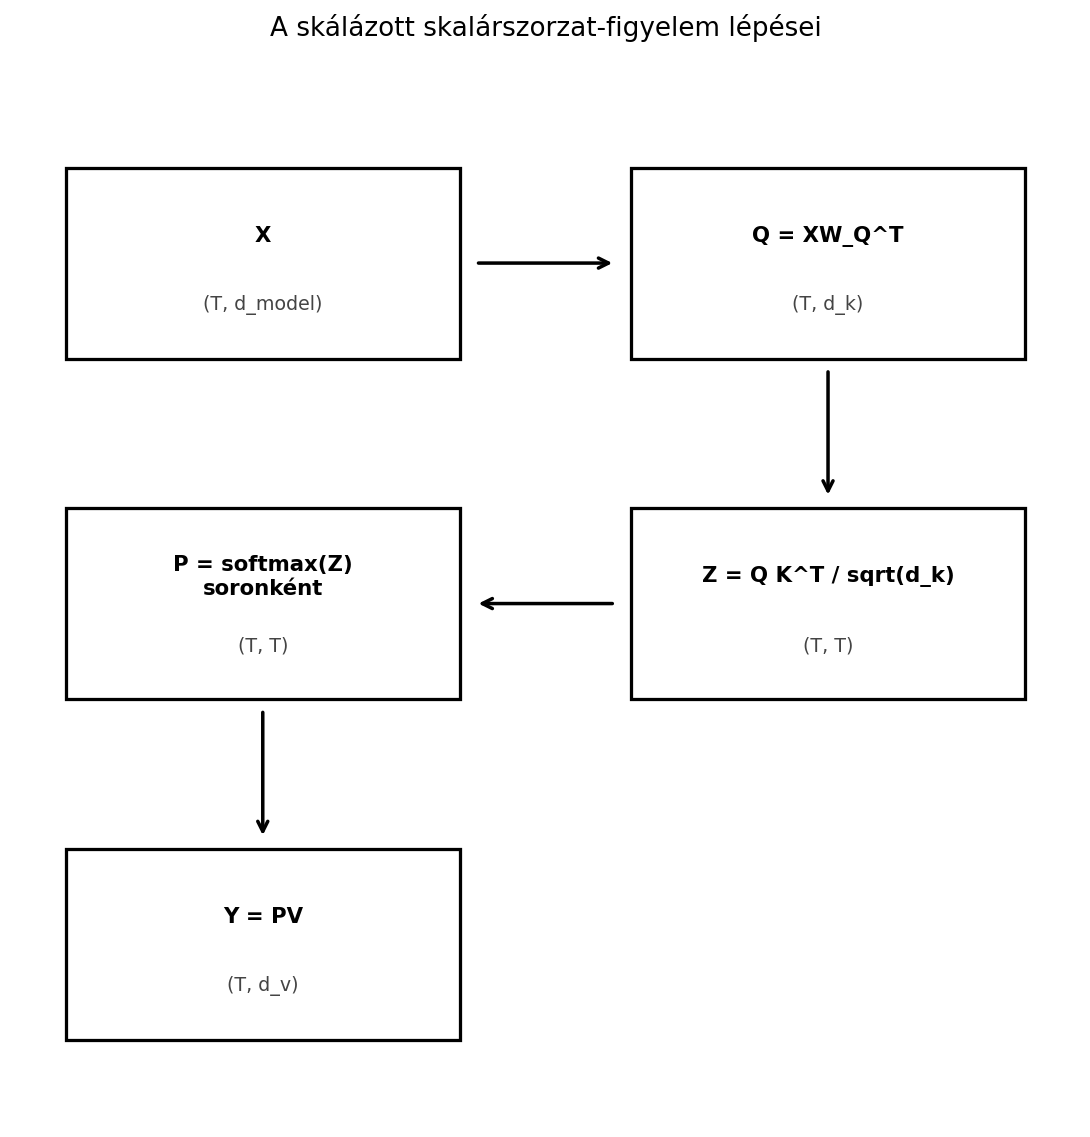 A skálázott skalárszorzat-figyelem lépései
X
(T, d_model)
Q = XW_Q^T
(T, d_k)
Z = Q K^T / sqrt(d_k)
(T, T)
P = softmax(Z)
soronként
(T, T)
Y = PV
(T, d_v)